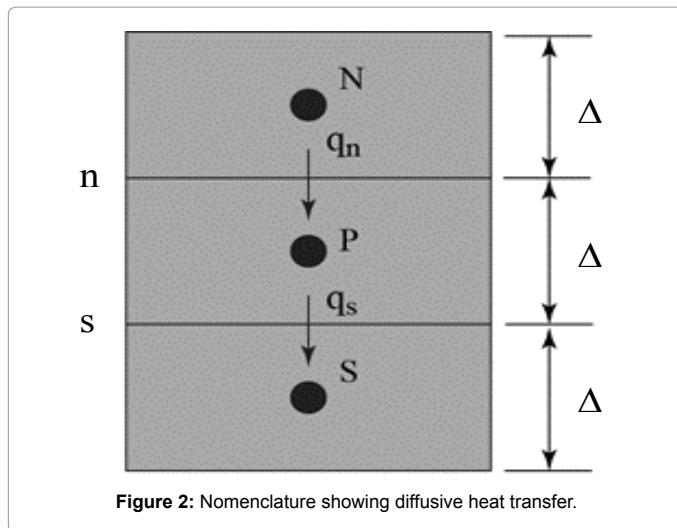 N
qn
Δ
n
P
Δ
s
qs
S
Δ
Figure 2: Nomenclature showing diffusive heat transfer.